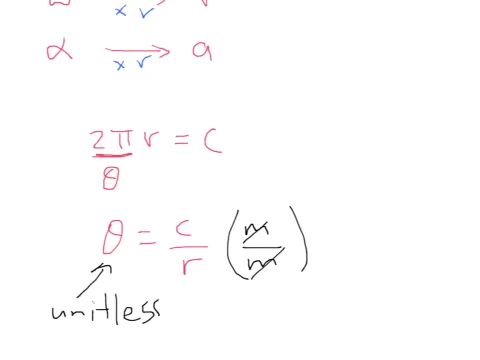 ω → v
× r
α → a
× r
2π r = C
θ
θ = C / r (m / m)
unitless